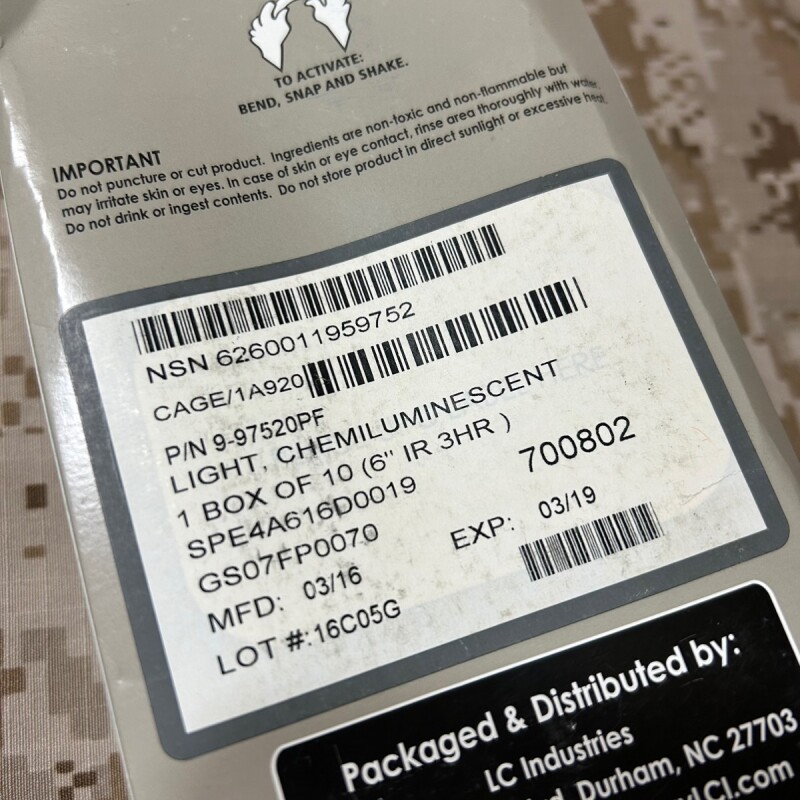 TO ACTIVATE:
BEND, SNAP AND SHAKE.
IMPORTANT
Do not puncture or cut product. Ingredients are non-toxic and non-flammable but
may irritate skin or eyes. In case of skin or eye contact, rinse area thoroughly with water.
Do not drink or ingest contents. Do not store product in direct sunlight or excessive heat.
NSN 6260011959752
CAGE/1A920
P/N 9-97520PF
LIGHT, CHEMILUMINESCENT
1 BOX OF 10 (6" IR 3HR )
SPE4A616D0019 700802
GS07FP0070
MFD: 03/16 EXP: 03/19
LOT #:16C05G
Packaged & Distributed by:
LC Industries
Durham, NC 27703